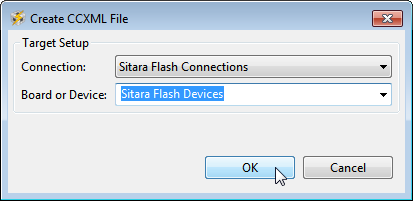 Create CCXML File
Target Setup
Connection: Sitara Flash Connections
Board or Device: Sitara Flash Devices
OK Cancel